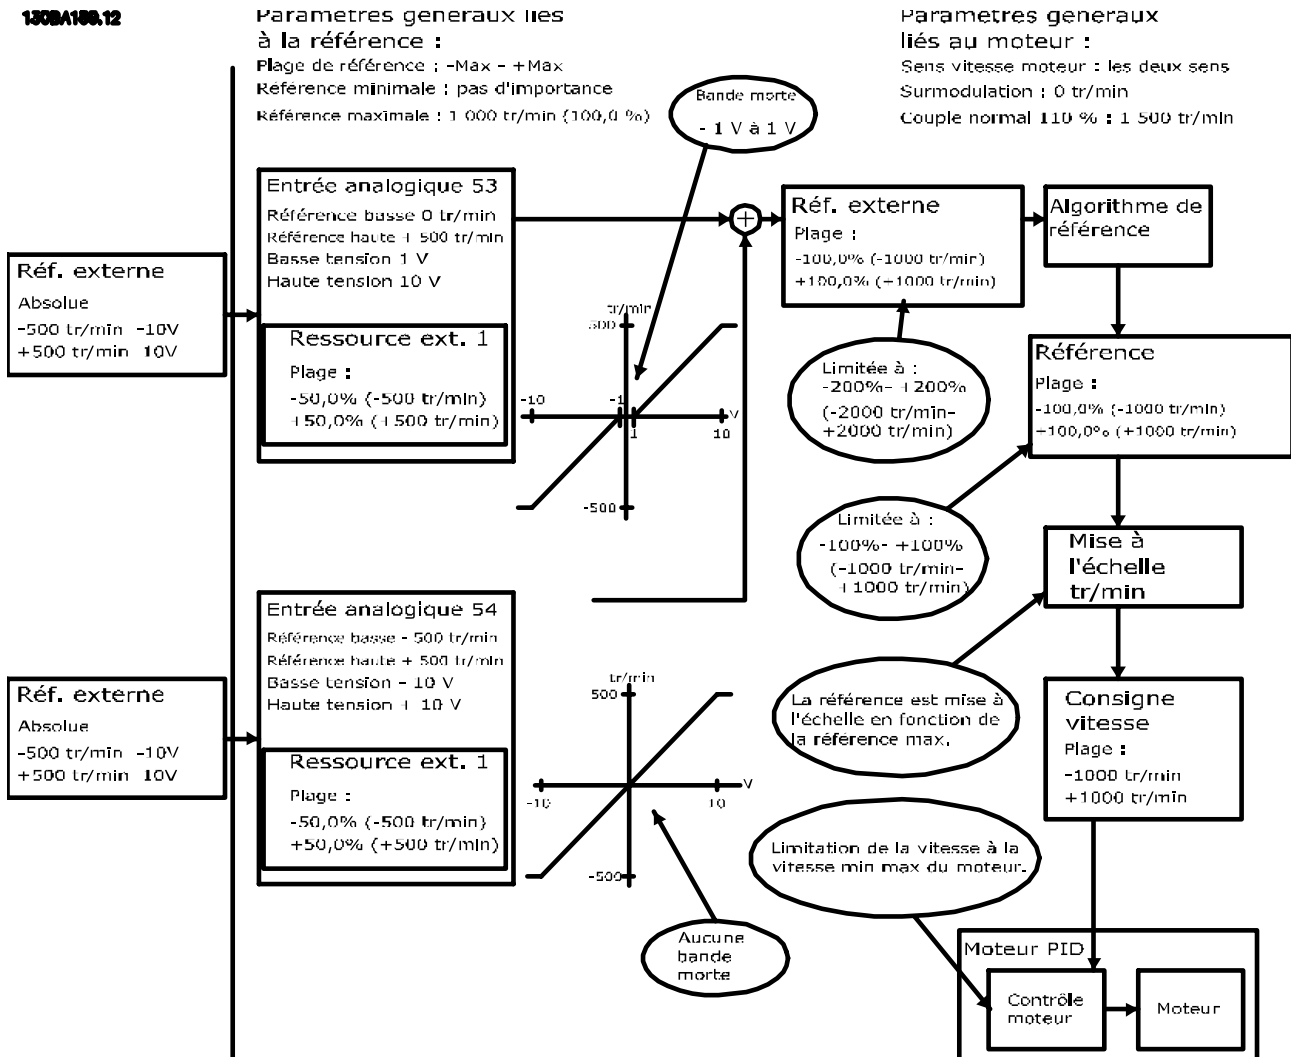 130BA189.12
Parametres generaux lies
à la référence :
Plage de référence : -Max - +Max
Référence minimale : pas d'importance
Référence maximale : 1 000 tr/min (100,0 %)
Parametres generaux
liés au moteur :
Sens vitesse moteur : les deux sens
Surmodulation : 0 tr/min
Couple normal 110 % : 1 500 tr/min
Bande morte
- 1 V à 1 V
Entrée analogique 53
Référence basse 0 tr/min
Référence haute + 500 tr/min
Basse tension 1 V
Haute tension 10 V
Ressource ext. 1
Plage :
-50,0% (-500 tr/min)
+50,0% (+500 tr/min)
Réf. externe
Absolue
-500 tr/min -10V
+500 tr/min 10V
tr/min
500
-10
-1
1
10
V
-500
+
Réf. externe
Plage :
-100,0% (-1000 tr/min)
+100,0% (+1000 tr/min)
Algorithme de
référence
Limitée à :
-200%- +200%
(-2000 tr/min-
+2000 tr/min)
Référence
Plage :
-100,0% (-1000 tr/min)
+100,0% (+1000 tr/min)
Limitée à :
-100%- +100%
(-1000 tr/min-
+1000 tr/min)
Mise à
l'échelle
tr/min
Entrée analogique 54
Référence basse - 500 tr/min
Référence haute + 500 tr/min
Basse tension - 10 V
Haute tension + 10 V
Ressource ext. 1
Plage :
-50,0% (-500 tr/min)
+50,0% (+500 tr/min)
Réf. externe
Absolue
-500 tr/min -10V
+500 tr/min 10V
tr/min
500
-10
10
V
-500
La référence est mise à
l'échelle en fonction de
la référence max.
Consigne
vitesse
Plage :
-1000 tr/min
+1000 tr/min
Limitation de la vitesse à la
vitesse min max du moteur.
Aucune
bande
morte
Moteur PID
Contrôle
moteur
Moteur